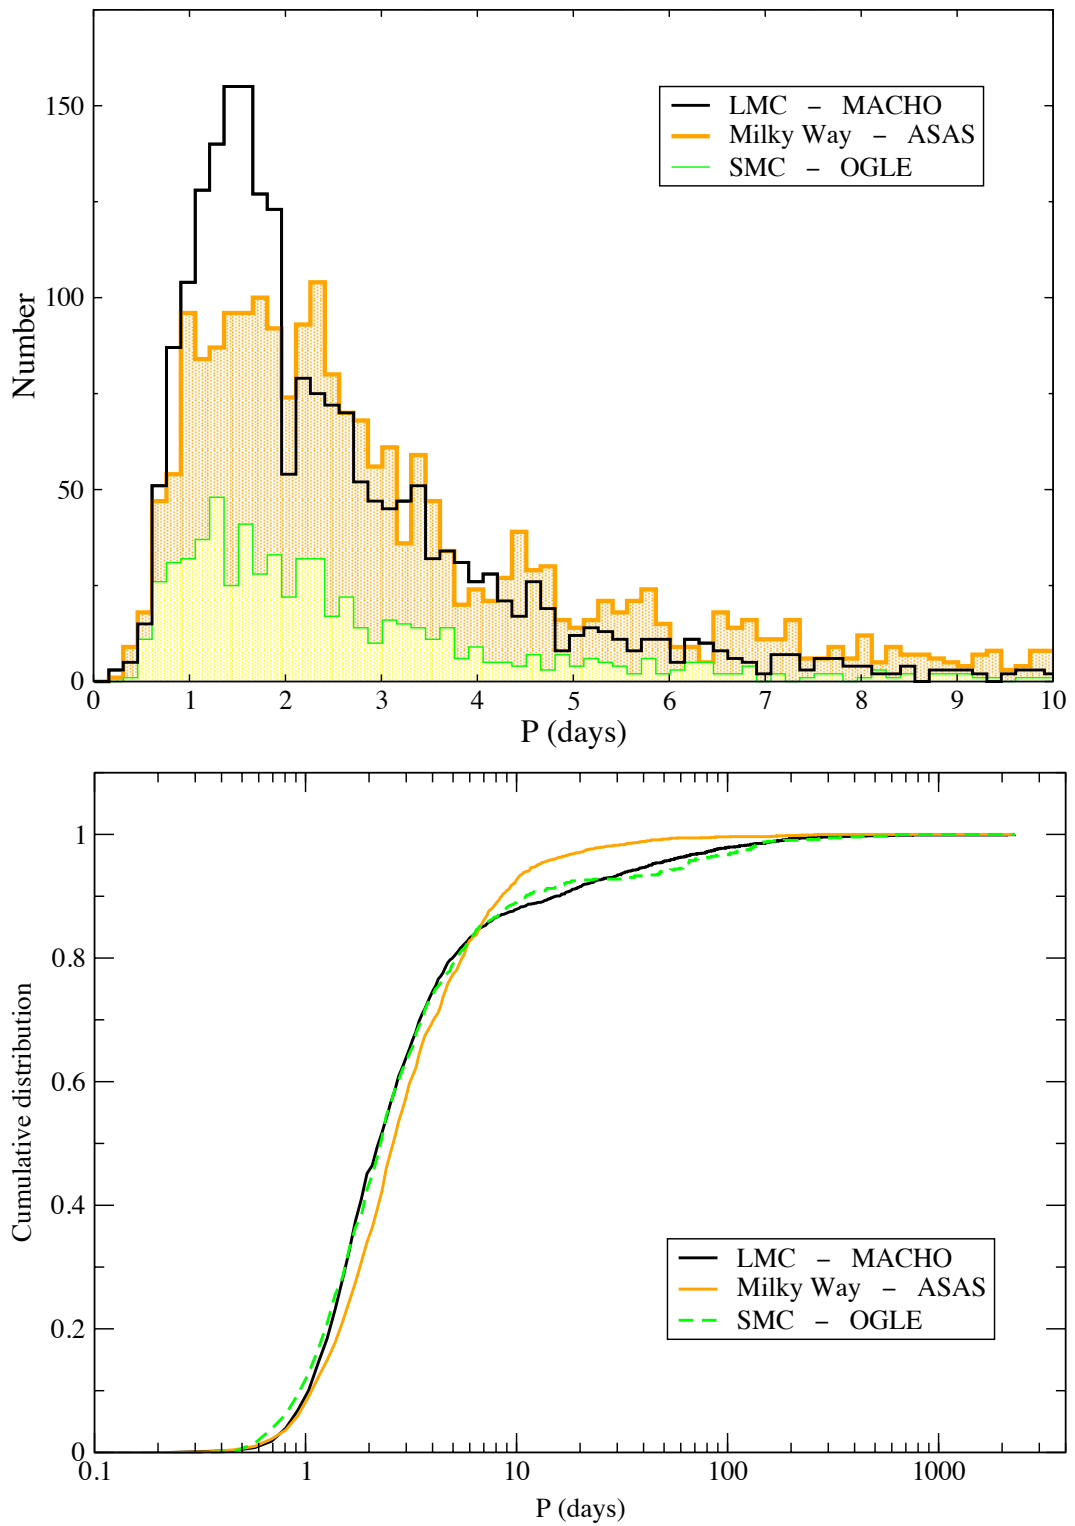 150
100
50
0
Number
LMC – MACHO
Milky Way – ASAS
SMC – OGLE
0 1 2 3 4 5 6 7 8 9 10
P (days)
1
0.8
0.6
0.4
0.2
0
Cumulative distribution
LMC – MACHO
Milky Way – ASAS
SMC – OGLE
0.1 1 10 100 1000
P (days)